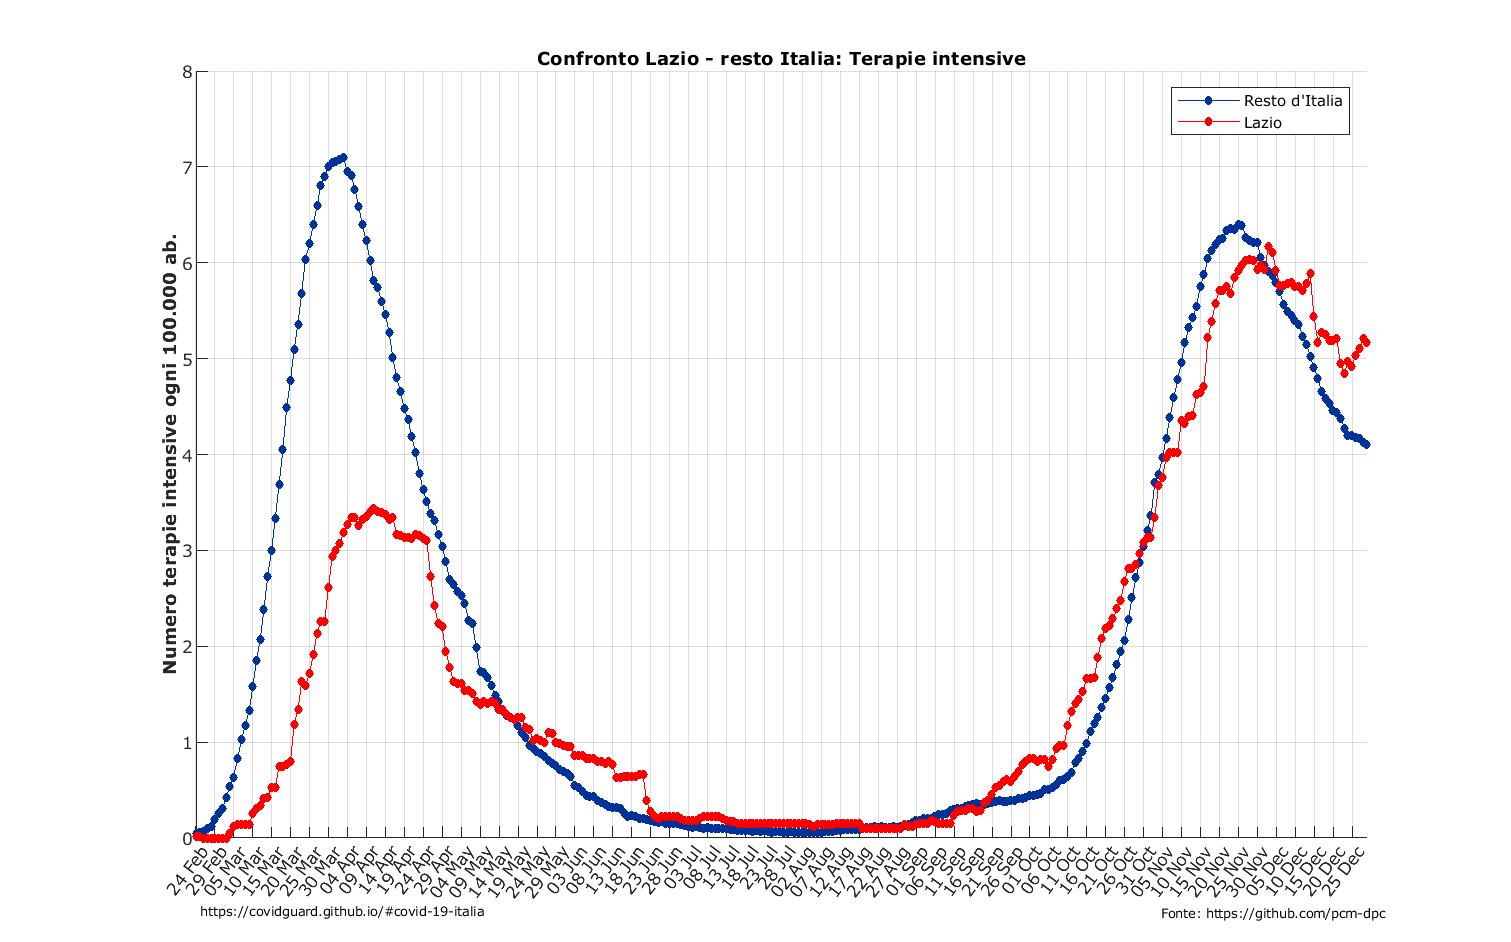 Confronto Lazio - resto Italia: Terapie intensive
Resto d'Italia
Lazio
Numero terapie intensive ogni 100.000 ab.
8
7
6
5
4
3
2
1
0
24 Feb
29 Feb
05 Mar
10 Mar
15 Mar
20 Mar
25 Mar
30 Mar
04 Apr
09 Apr
14 Apr
19 Apr
24 Apr
29 Apr
04 May
09 May
14 May
19 May
24 May
29 May
03 Jun
08 Jun
13 Jun
18 Jun
23 Jun
28 Jun
03 Jul
08 Jul
13 Jul
18 Jul
23 Jul
28 Jul
02 Aug
07 Aug
12 Aug
17 Aug
22 Aug
27 Aug
01 Sep
06 Sep
11 Sep
16 Sep
21 Sep
26 Sep
01 Oct
06 Oct
11 Oct
16 Oct
21 Oct
26 Oct
31 Oct
05 Nov
10 Nov
15 Nov
20 Nov
25 Nov
30 Nov
05 Dec
10 Dec
15 Dec
20 Dec
25 Dec
https://covidguard.github.io/#covid-19-italia
Fonte: https://github.com/pcm-dpc